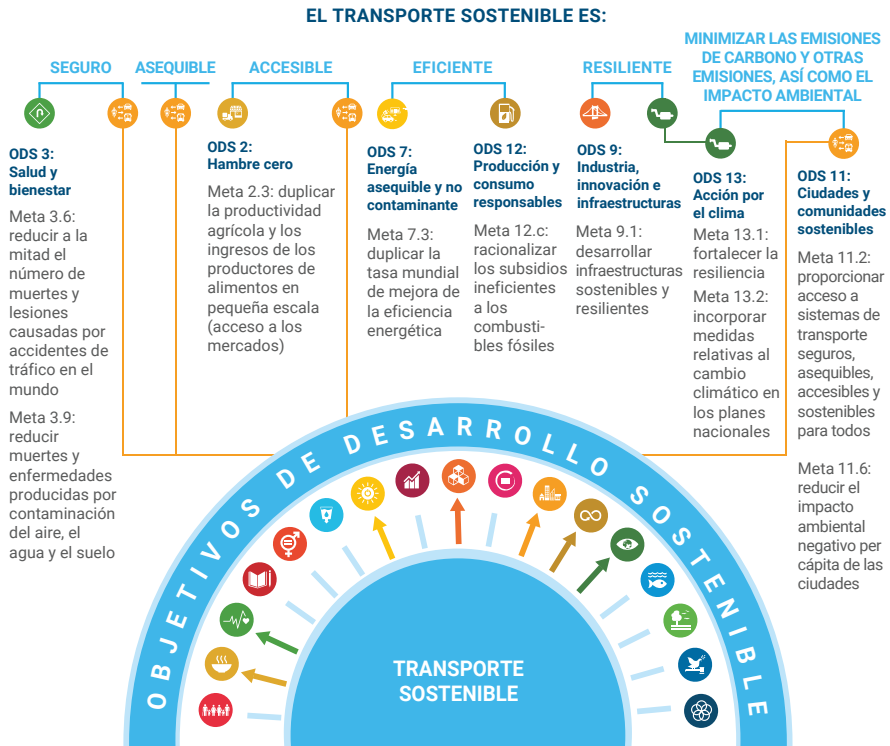 EL TRANSPORTE SOSTENIBLE ES:
SEGURO
ASEQUIBLE
ACCESIBLE
EFICIENTE
RESILIENTE
MINIMIZAR LAS EMISIONES
DE CARBONO Y OTRAS
EMISIONES, ASÍ COMO EL
IMPACTO AMBIENTAL
ODS 3:
Salud y
bienestar
Meta 3.6:
reducir a la
mitad el
número de
muertes y
lesiones
causadas por
accidentes de
tráfico en el
mundo
Meta 3.9:
reducir
muertes y
enfermedades
producidas por
contaminación
del aire, el
agua y el suelo
ODS 2:
Hambre cero
Meta 2.3: duplicar
la productividad
agrícola y los
ingresos de los
productores de
alimentos en
pequeña escala
(acceso a los
mercados)
ODS 7:
Energía
asequible y no
contaminante
Meta 7.3:
duplicar la
tasa mundial
de mejora de
la eficiencia
energética
ODS 12:
Producción y
consumo
responsables
Meta 12.c:
racionalizar
los subsidios
ineficientes
a los
combusti-
bles fósiles
ODS 9:
Industria,
innovación e
infraestructuras
Meta 9.1:
desarrollar
infraestructuras
sostenibles y
resilientes
ODS 13:
Acción por
el clima
Meta 13.1:
fortalecer la
resiliencia
Meta 13.2:
incorporar
medidas
relativas al
cambio
climático en
los planes
nacionales
ODS 11:
Ciudades y
comunidades
sostenibles
Meta 11.2:
proporcionar
acceso a
sistemas de
transporte
seguros,
asequibles,
accesibles y
sostenibles
para todos
Meta 11.6:
reducir el
impacto
ambiental
negativo per
cápita de las
ciudades
OBJETIVOS DE DESARROLLO SOSTENIBLE
TRANSPORTE
SOSTENIBLE